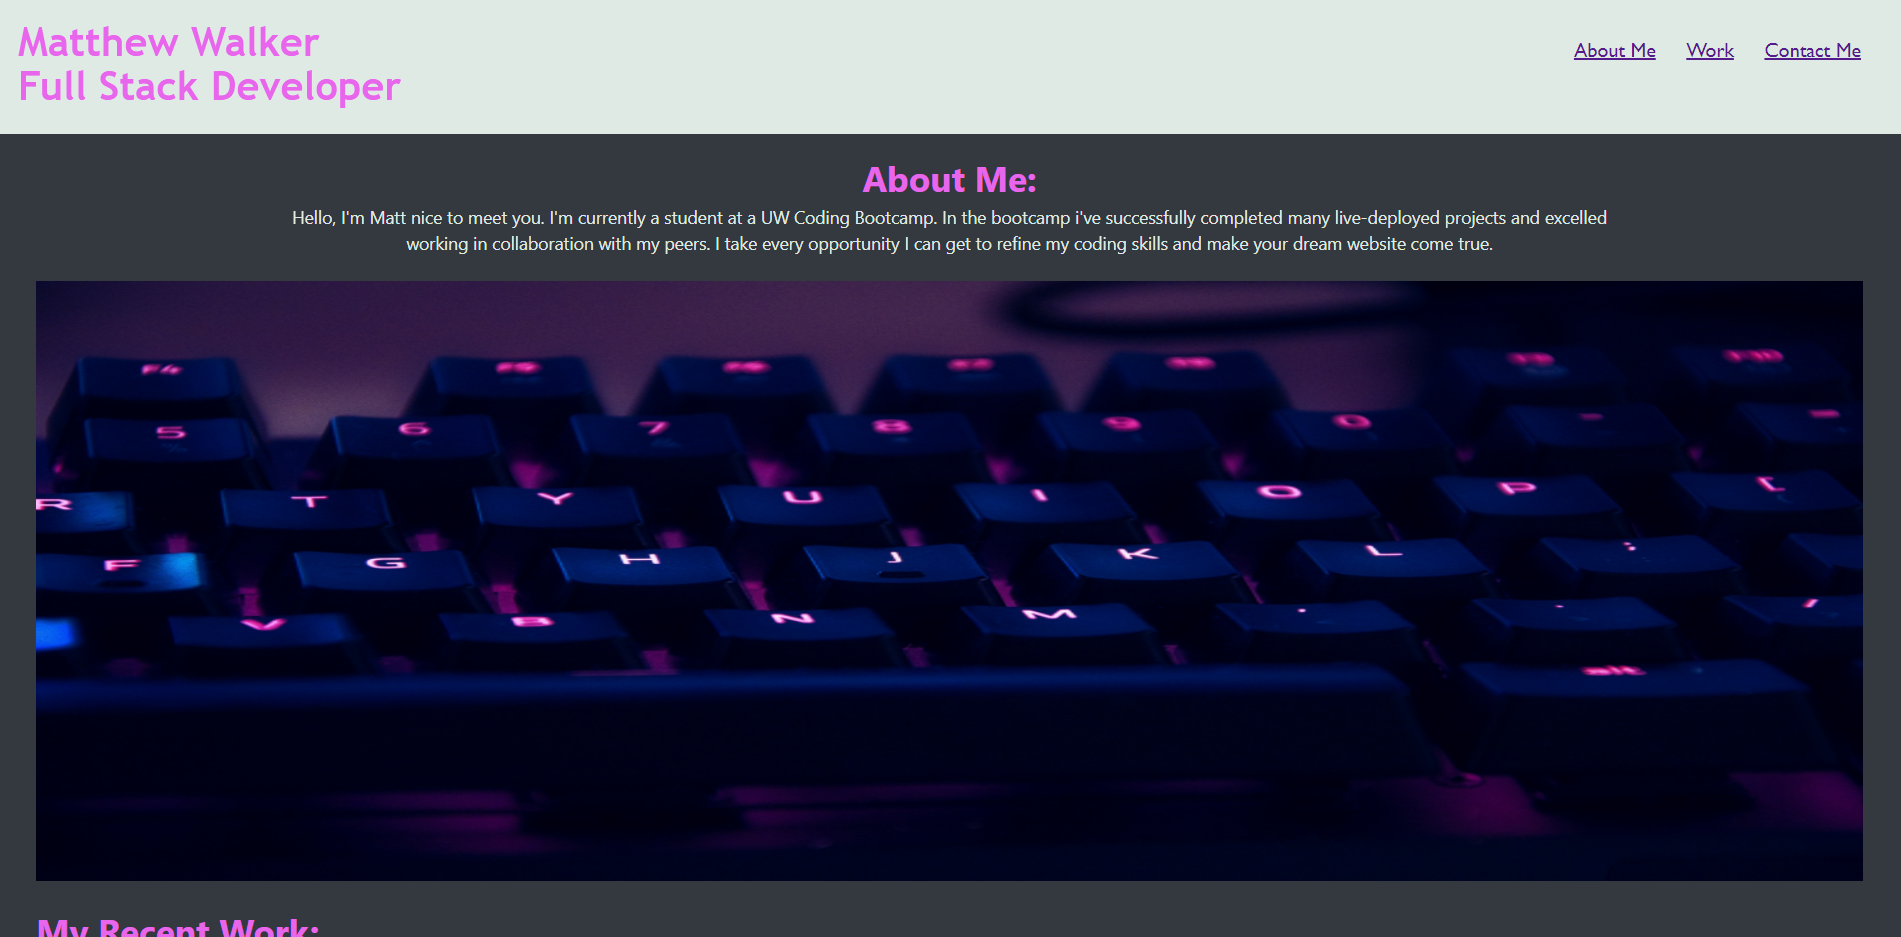 Matthew Walker
Full Stack Developer
About Me Work Contact Me
About Me:
Hello, I'm Matt nice to meet you. I'm currently a student at a UW Coding Bootcamp. In the bootcamp i've successfully completed many live-deployed projects and excelled
working in collaboration with my peers. I take every opportunity I can get to refine my coding skills and make your dream website come true.
F4
5 6 7 8 9 0 - =
R T Y U I O P [
F G H J K L ;
V B N M . /
alt
My Recent Work: